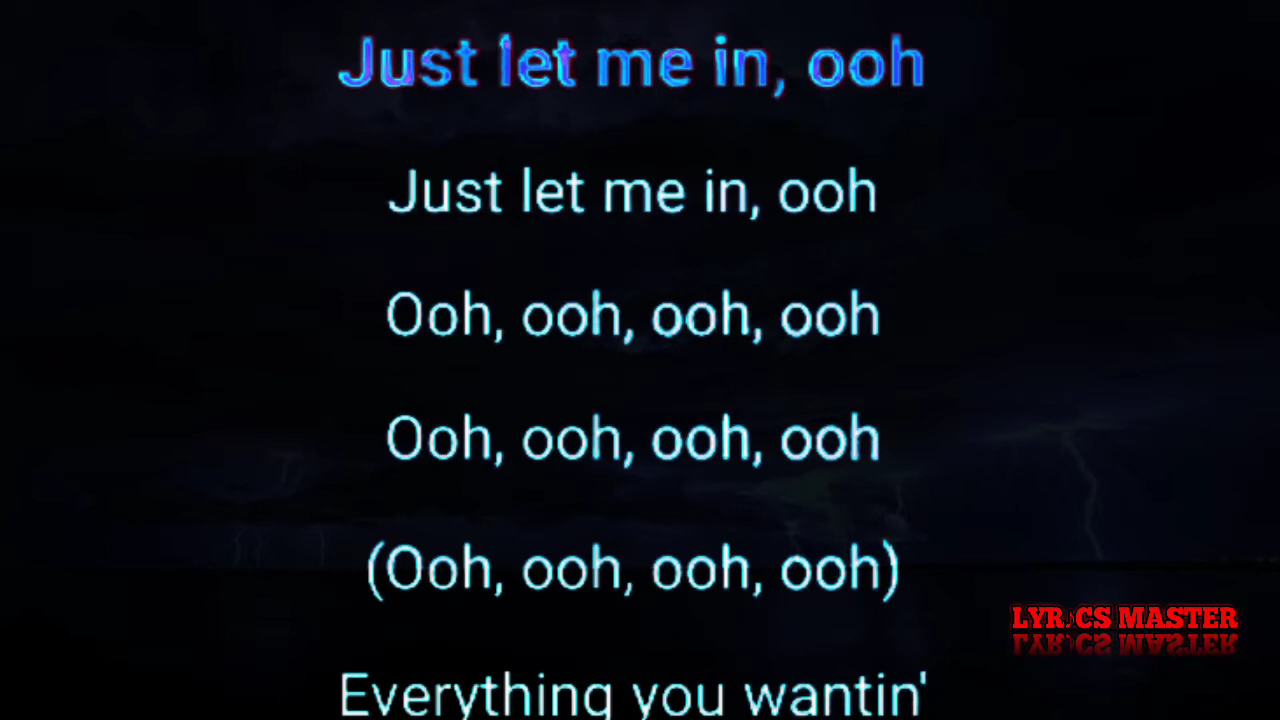 Just let me in, ooh
Just let me in, ooh
Ooh, ooh, ooh, ooh
Ooh, ooh, ooh, ooh
(Ooh, ooh, ooh, ooh)
LYRICS MASTER
Everything you wantin'